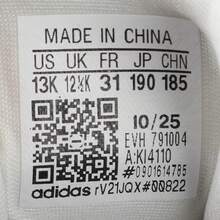 MADE IN CHINA
US UK FR JP CHN
13K 12½K 31 190 185
10/25
EVH 791004
A:KI4110
#0901614785
adidas rV21JQX#00822